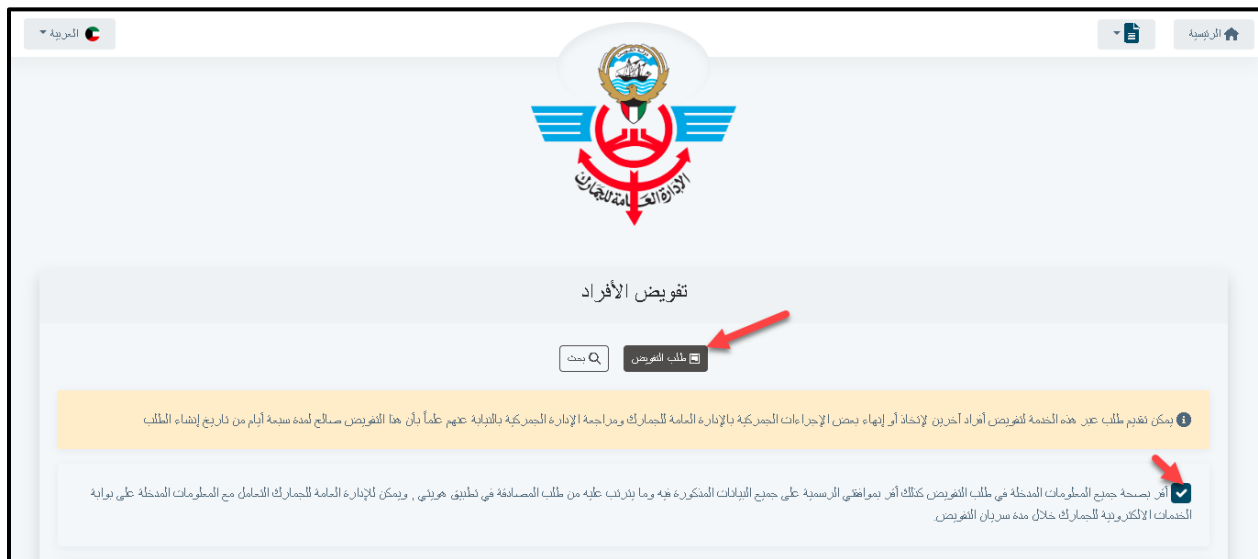 الرئيسية
العربية
الإدارة العامة للجمارك
تفويض الأفراد
طلب التفويض
بحث
يمكن تقديم طلب عبر هذه الخدمة لتفويض أفراد آخرين لإتخاذ أو إنهاء بعض الإجراءات الجمركية بالإدارة العامة للجمارك ومراجعة الإدارة الجمركية بالنيابة عنهم علماً بأن هذا التفويض صالح لمدة سبعة أيام من تاريخ إنشاء الطلب
أقر بصحة جميع المعلومات المدخلة في طلب التفويض كذلك أقر بموافقتي الرسمية على جميع البيانات المذكورة فيه وما يترتب عليه من طلب المصادقة في تطبيق هويتي , ويمكن للإدارة العامة للجمارك التعامل مع المعلومات المدخلة على بوابة
الخدمات الالكترونية للجمارك خلال مدة سريان التفويض.